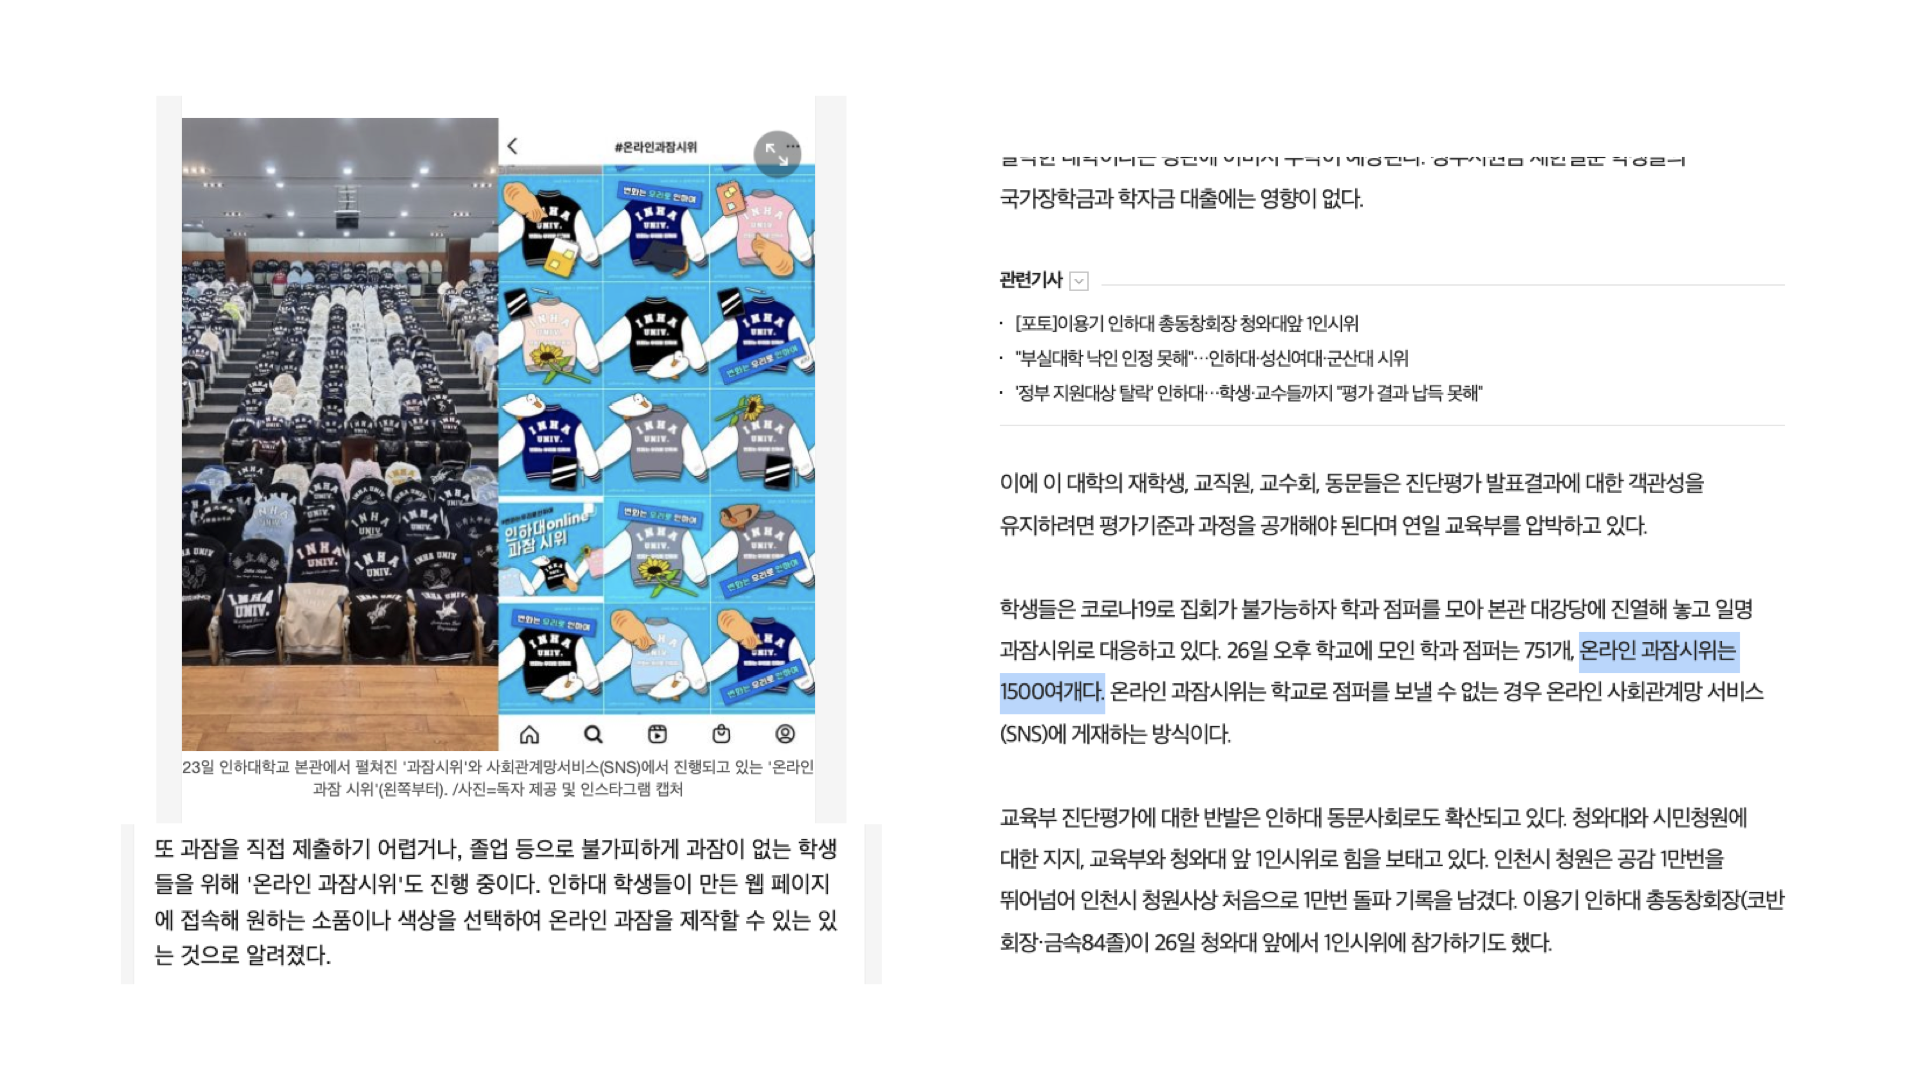 #온라인과잠시위
INHA UNIV.
변화는 우리로 인하여
인하대online
과잠 시위
23일 인하대학교 본관에서 펼쳐진 '과잠시위'와 사회관계망서비스(SNS)에서 진행되고 있는 '온라인
과잠 시위'(왼쪽부터). /사진=독자 제공 및 인스타그램 캡처
또 과잠을 직접 제출하기 어렵거나, 졸업 등으로 불가피하게 과잠이 없는 학생
들을 위해 '온라인 과잠시위'도 진행 중이다. 인하대 학생들이 만든 웹 페이지
에 접속해 원하는 소품이나 색상을 선택하여 온라인 과잠을 제작할 수 있는 있
는 것으로 알려졌다.
국가장학금과 학자금 대출에는 영향이 없다.
관련기사
· [포토]이용기 인하대 총동창회장 청와대앞 1인시위
· "부실대학 낙인 인정 못해"…인하대·성신여대·군산대 시위
· '정부 지원대상 탈락' 인하대…학생·교수들까지 "평가 결과 납득 못해"
이에 이 대학의 재학생, 교직원, 교수회, 동문들은 진단평가 발표결과에 대한 객관성을
유지하려면 평가기준과 과정을 공개해야 된다며 연일 교육부를 압박하고 있다.
학생들은 코로나19로 집회가 불가능하자 학과 점퍼를 모아 본관 대강당에 진열해 놓고 일명
과잠시위로 대응하고 있다. 26일 오후 학교에 모인 학과 점퍼는 751개, 온라인 과잠시위는
1500여개다. 온라인 과잠시위는 학교로 점퍼를 보낼 수 없는 경우 온라인 사회관계망 서비스
(SNS)에 게재하는 방식이다.
교육부 진단평가에 대한 반발은 인하대 동문사회로도 확산되고 있다. 청와대와 시민청원에
대한 지지, 교육부와 청와대 앞 1인시위로 힘을 보태고 있다. 인천시 청원은 공감 1만번을
뛰어넘어 인천시 청원사상 처음으로 1만번 돌파 기록을 남겼다. 이용기 인하대 총동창회장(코반
회장·금속84졸)이 26일 청와대 앞에서 1인시위에 참가하기도 했다.